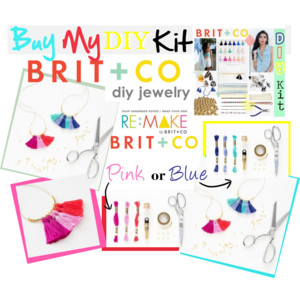 Buy My DIY Kit
BRIT + CO
diy jewelry
RE:MAKE
by BRIT+CO
BRIT + CO
Pink or Blue
BRIT + CO
DIY Kit